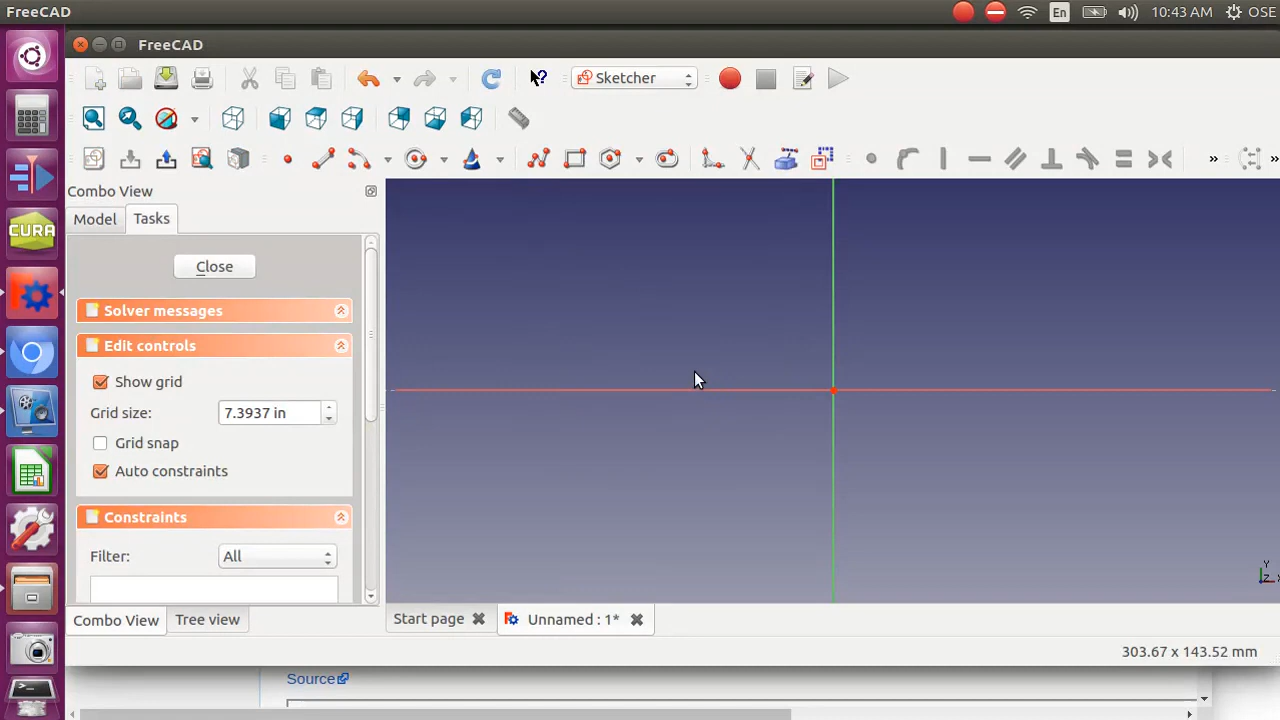 FreeCAD
En
10:43 AM
OSE
FreeCAD
Sketcher
»
»
Combo View
Model
Tasks
CURA
Close
Solver messages
Edit controls
Show grid
Grid size:
7.3937 in
Grid snap
Auto constraints
Constraints
Filter:
All
Y
Z
X
Combo View
Tree view
Start page
Unnamed : 1*
303.67 x 143.52 mm
Source